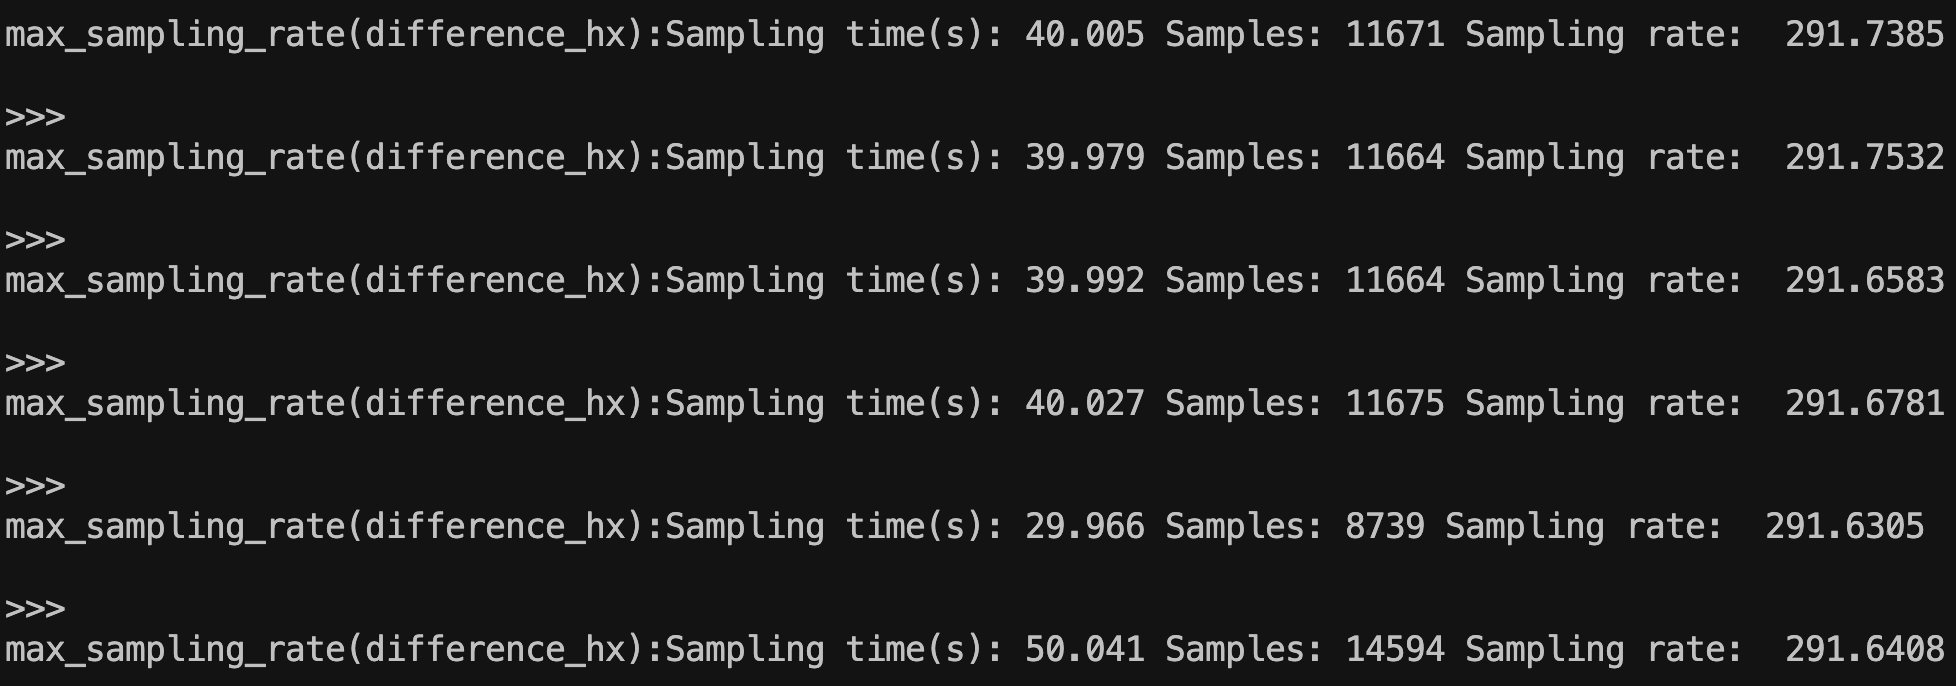 max_sampling_rate(difference_hx):Sampling time(s): 40.005 Samples: 11671 Sampling rate:  291.7385
>>>
max_sampling_rate(difference_hx):Sampling time(s): 39.979 Samples: 11664 Sampling rate:  291.7532
>>>
max_sampling_rate(difference_hx):Sampling time(s): 39.992 Samples: 11664 Sampling rate:  291.6583
>>>
max_sampling_rate(difference_hx):Sampling time(s): 40.027 Samples: 11675 Sampling rate:  291.6781
>>>
max_sampling_rate(difference_hx):Sampling time(s): 29.966 Samples: 8739 Sampling rate:  291.6305
>>>
max_sampling_rate(difference_hx):Sampling time(s): 50.041 Samples: 14594 Sampling rate:  291.6408